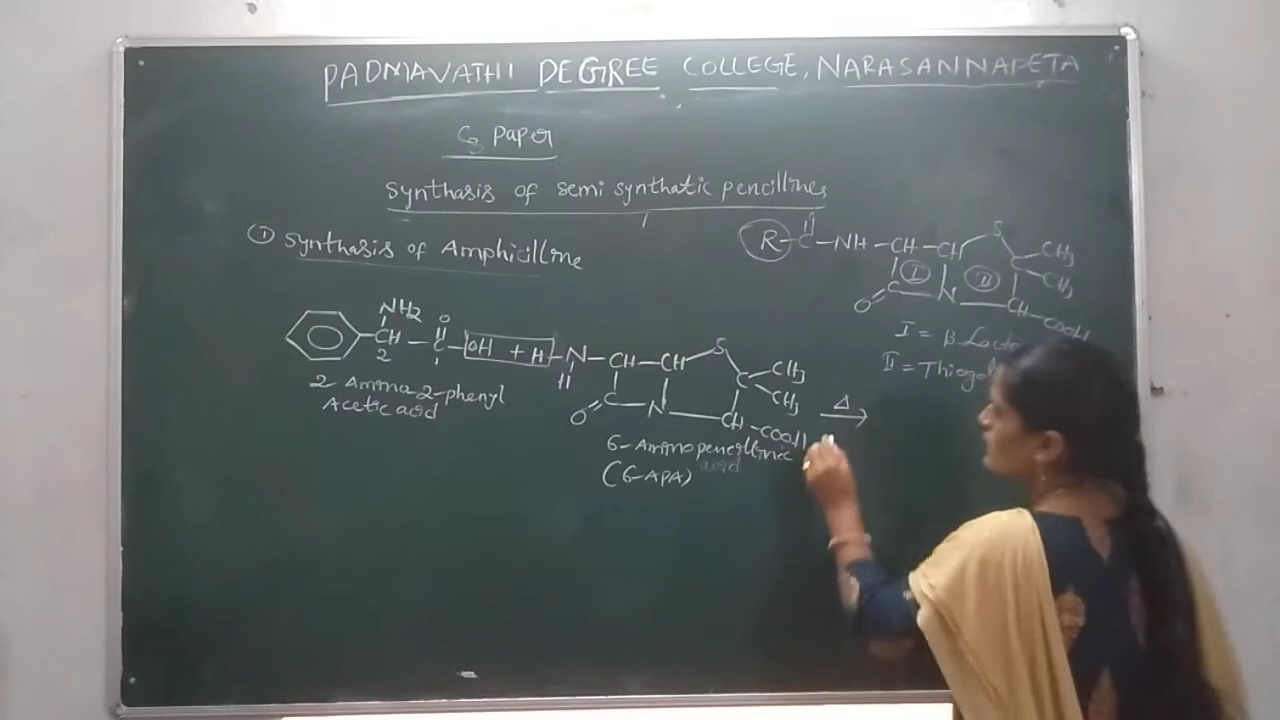 PADMAVATHI DEGREE COLLEGE, NARASANNAPETA
C3 Paper
Synthasis of semi synthatic pencillines
① Synthasis of Amphicilline
R-C-NH-CH-CH S
O
CH3
CH3
I
II
O C N CH COOH
I = β-Lacta
II = Thiazol
NH2
CH-C-OH + H-N-CH-CH S
O
2
H
CH3
CH3
O C N CH-COOH
Δ
2-Amino-2-phenyl
Acetic acid
6-Aminopencillinic
acid
(6-APA)